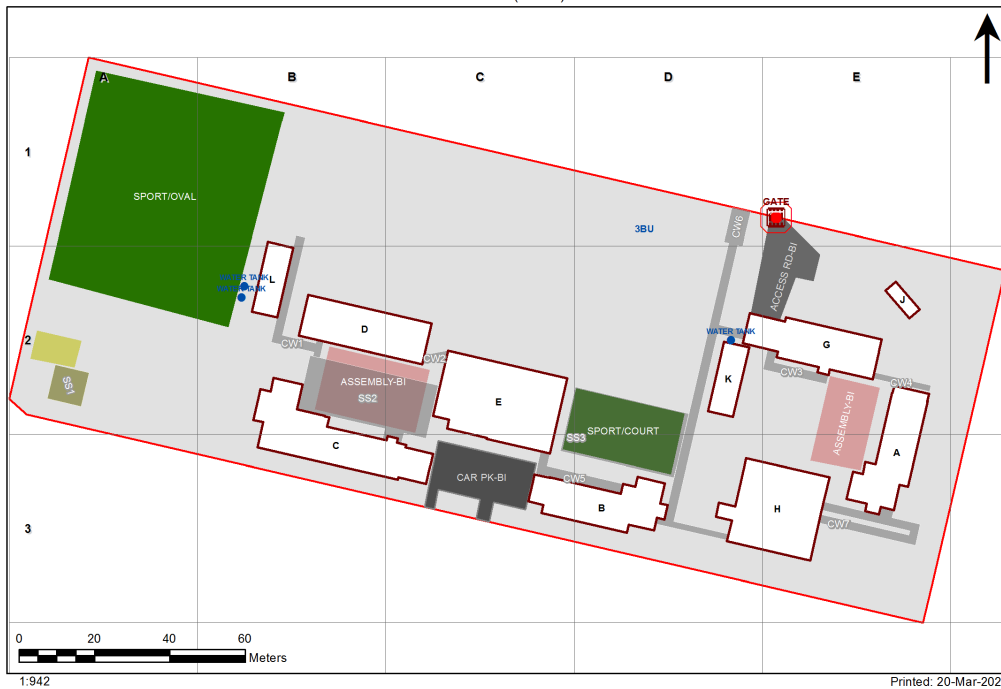 A
B
C
D
E
1
SPORT/OVAL
GATE
CW6
3BU
ACCESS RD-BI
WATER TANK
L
WATER TANK
J
2
D
WATER TANK
CW1
G
CW2
CW3
K
CW4
SS1
ASSEMBLY-BI
SS2
E
ASSEMBLY-BI
SPORT/COURT
SS3
C
A
CAR PK-BI
CW5
B
H
3
CW7
0 20 40 60
Meters
1:942
Printed: 20-Mar-202